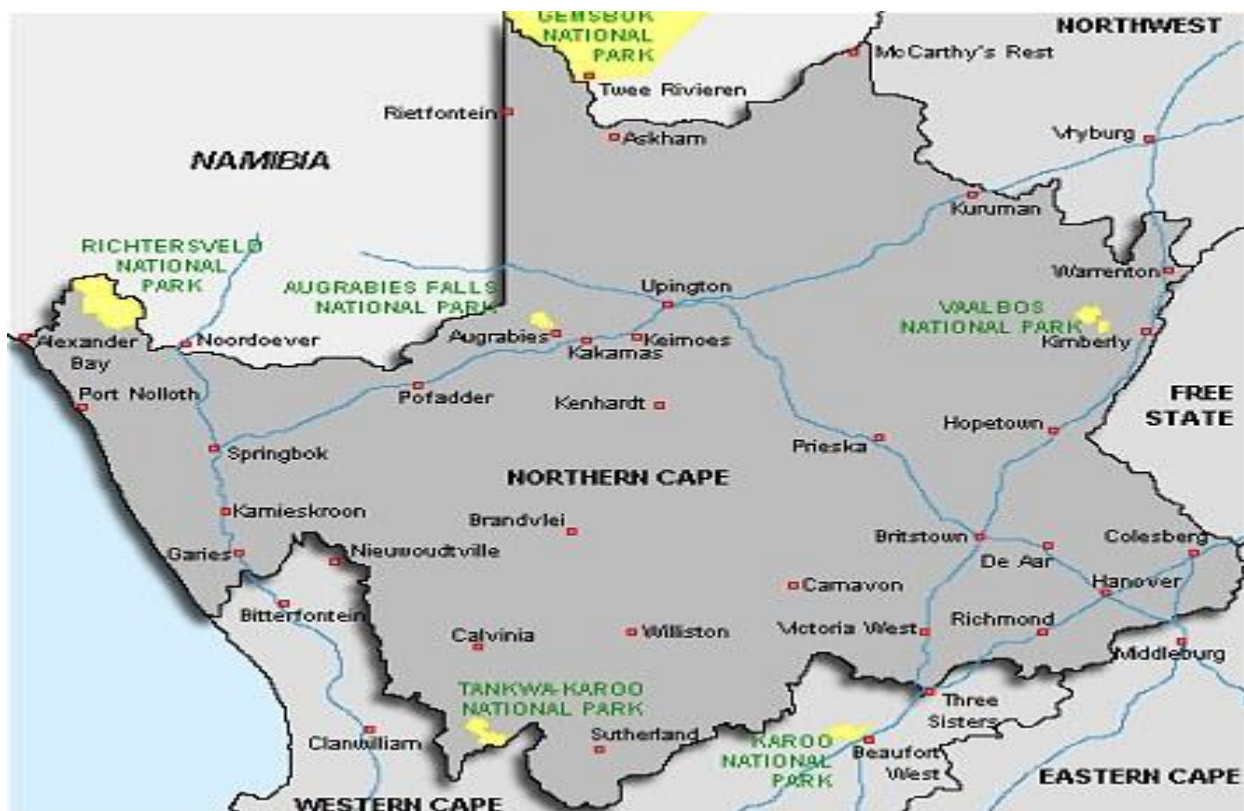 GEMSBOK
NATIONAL
PARK
NORTHWEST
McCarthy's Rest
Twee Rivieren
Rietfontein
Askham
Vryburg
NAMIBIA
Kuruman
RICHTERSVELD
NATIONAL
PARK
AUGRABIES FALLS
NATIONAL PARK
Upington
Warrenton
VAALBOS
NATIONAL PARK
Alexander
Bay
Noordoever
Augrabies
Kakamas
Keimoes
Kimberly
Port Nolloth
Pofadder
Kenhardt
FREE
STATE
Springbok
Prieska
Hopetown
NORTHERN CAPE
Kamieskroon
Brandvlei
Garies
Nieuwoudtville
Britstown
De Aar
Colesberg
Bitterfontein
Carnavon
Hanover
Calvinia
Williston
Victoria West
Richmond
Middleburg
TANKWA-KAROO
NATIONAL PARK
Three
Sisters
Clanwilliam
Sutherland
KAROO
NATIONAL
PARK
Beaufort
West
EASTERN CAPE
WESTERN CAPE